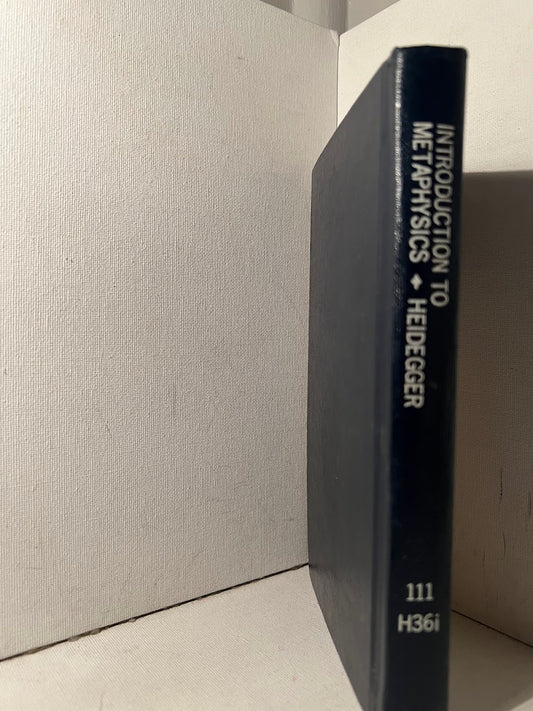 INTRODUCTION TO
METAPHYSICS ✦ HEIDEGGER
111
H36i